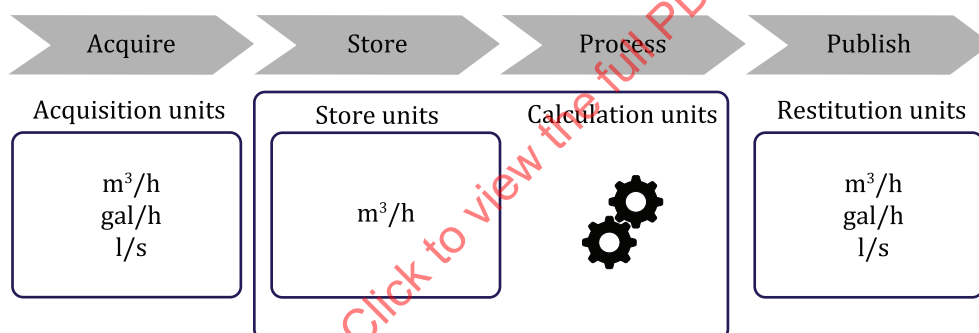 Acquire
Store
Process
Publish
Acquisition units
Store units
Calculation units
Restitution units
m³/h
gal/h
l/s
m³/h
m³/h
gal/h
l/s
Click to view the full PD